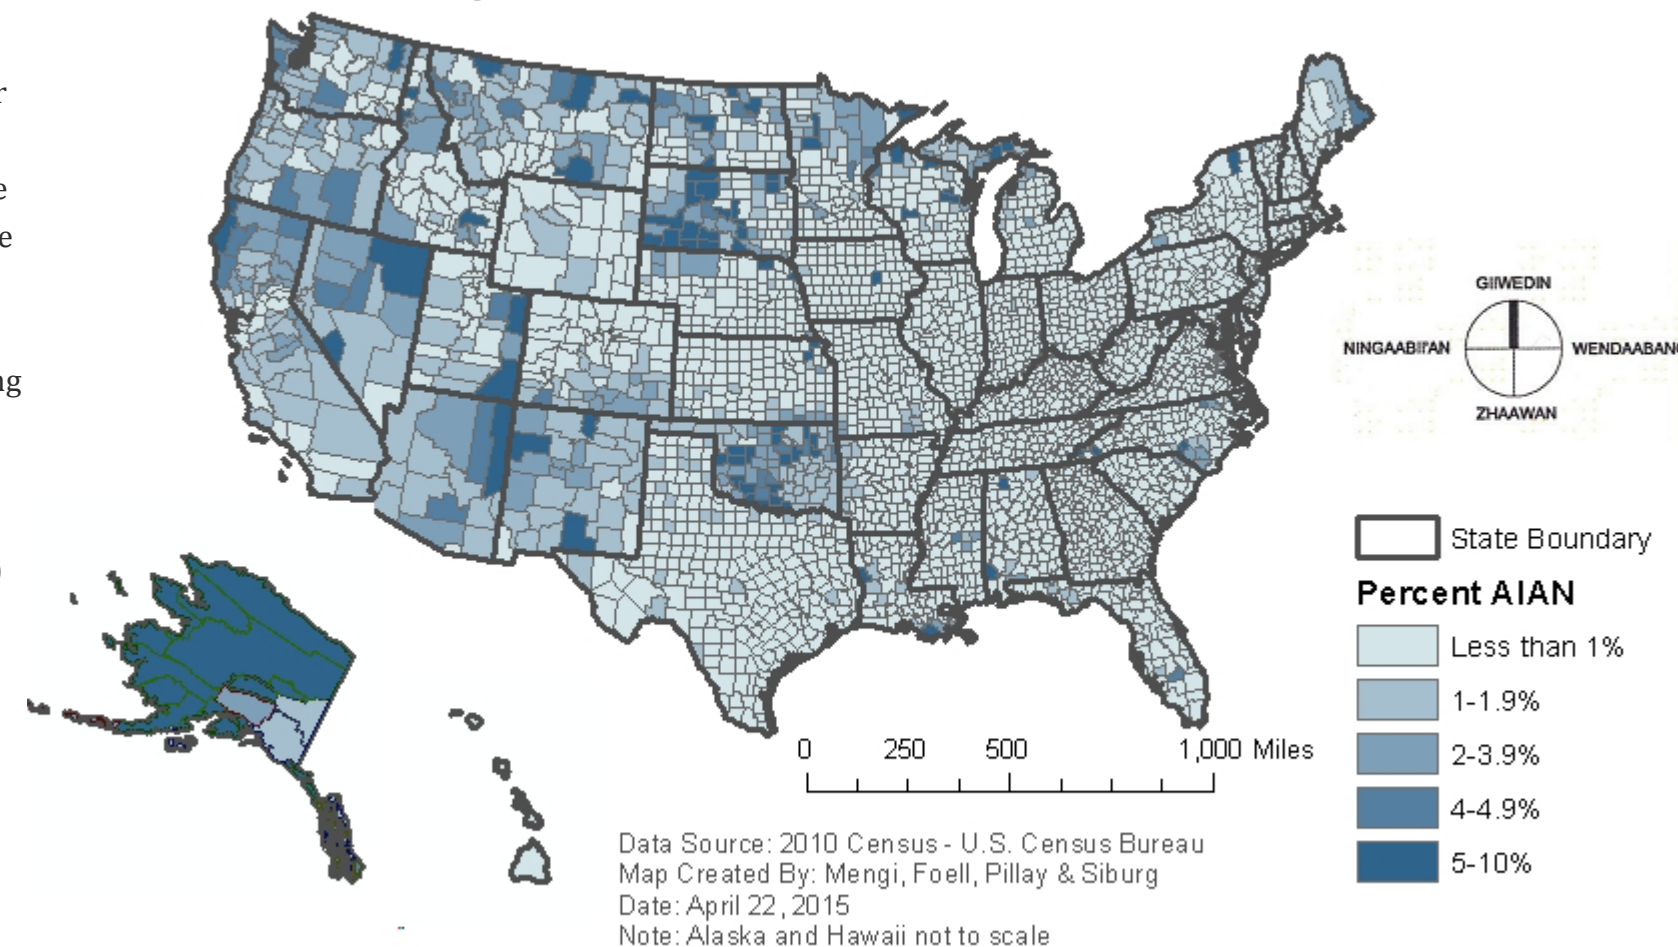 r
e
e
ng
)
GIIWEDIN
NINGAABII'AN
WENDAABANG
ZHAAWAN
State Boundary
Percent AIAN
Less than 1%
1-1.9%
2-3.9%
4-4.9%
5-10%
0 250 500 1,000 Miles
Data Source: 2010 Census - U.S. Census Bureau
Map Created By: Mengi, Foell, Pillay & Siburg
Date: April 22, 2015
Note: Alaska and Hawaii not to scale